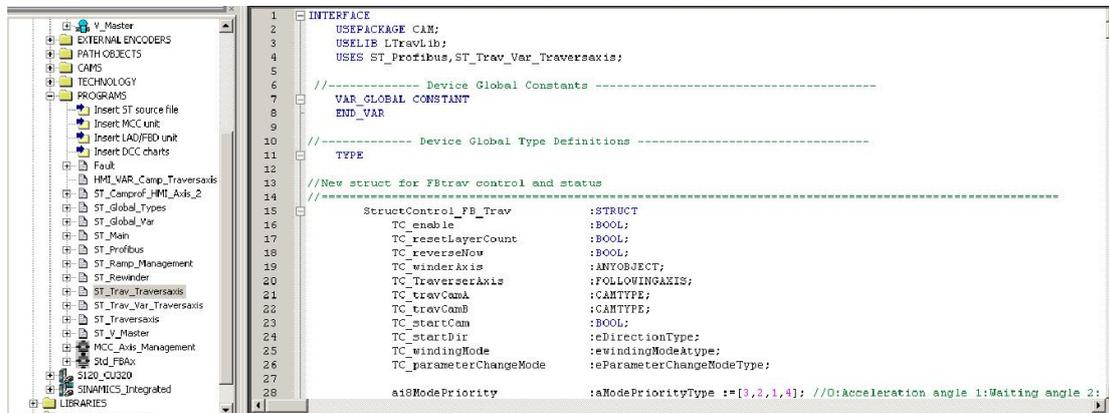 V_Master
EXTERNAL ENCODERS
PATH OBJECTS
CAMS
TECHNOLOGY
PROGRAMS
Insert ST source file
Insert MCC unit
Insert LAD/FBD unit
Insert DCC charts
Fault
HMI_VAR_Camp_Traversaxis
ST_Camprof_HMI_Axis_2
ST_Global_Types
ST_Global_Var
ST_Main
ST_Profibus
ST_Ramp_Management
ST_Rewinder
ST_Trav_Traversaxis
ST_Trav_Var_Traversaxis
ST_Traversaxis
ST_V_Master
MCC_Axis_Management
Std_FBAx
S120_CU320
SINAMICS_Integrated
LIBRARIES
1 INTERFACE
2 USEPACKAGE CAM;
3 USELIB LTravLib;
4 USES ST_Profibus,ST_Trav_Var_Traversaxis;
5
6 //------------- Device Global Constants ----------------------------------------
7 VAR_GLOBAL CONSTANT
8 END_VAR
9
10 //------------- Device Global Type Definitions ---------------------------------
11 TYPE
12
13 //New struct for FBtrav control and status
14 //=========================================================================================================
15 StructControl_FB_Trav :STRUCT
16 TC_enable :BOOL;
17 TC_resetLayerCount :BOOL;
18 TC_reverseNow :BOOL;
19 TC_winderAxis :ANYOBJECT;
20 TC_TraverserAxis :FOLLOWINGAXIS;
21 TC_travCamA :CAMTYPE;
22 TC_travCamB :CAMTYPE;
23 TC_startCam :BOOL;
24 TC_startDir :eDirectionType;
25 TC_windingMode :ewindingModeAtype;
26 TC_parameterChangeMode :eParameterChangeModeType;
27
28 ai8ModePriority :aModePriorityType :=[3,2,1,4]; //0:Acceleration angle 1:Waiting angle 2: